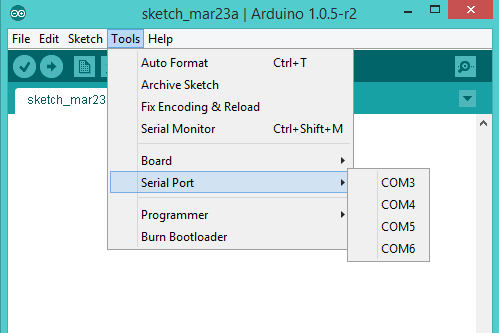 sketch_mar23a | Arduino 1.0.5-r2
File Edit Sketch Tools Help
sketch_mar23
Auto Format Ctrl+T
Archive Sketch
Fix Encoding & Reload
Serial Monitor Ctrl+Shift+M
Board
Serial Port
Programmer
Burn Bootloader
COM3
COM4
COM5
COM6